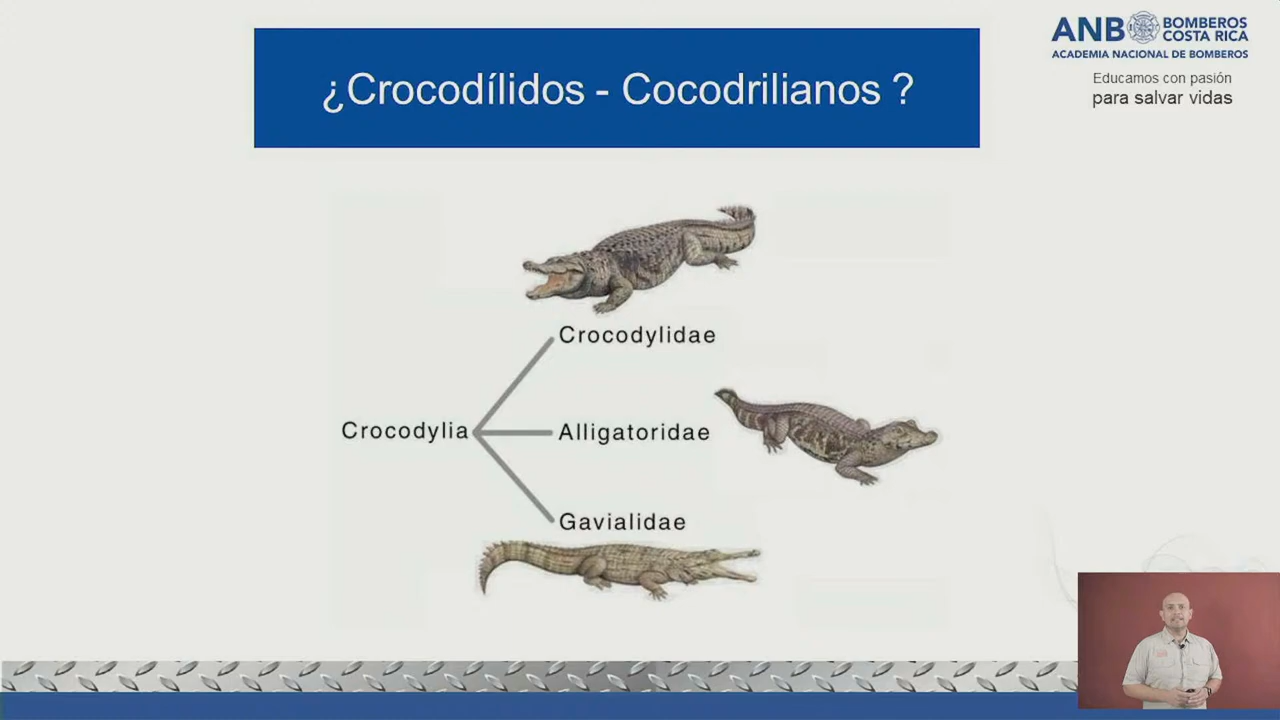 ¿Crocodílidos - Cocodrilianos ?
ANB BOMBEROS
COSTA RICA
ACADEMIA NACIONAL DE BOMBEROS
Educamos con pasión
para salvar vidas
Crocodylidae
Crocodylia
Alligatoridae
Gavialidae